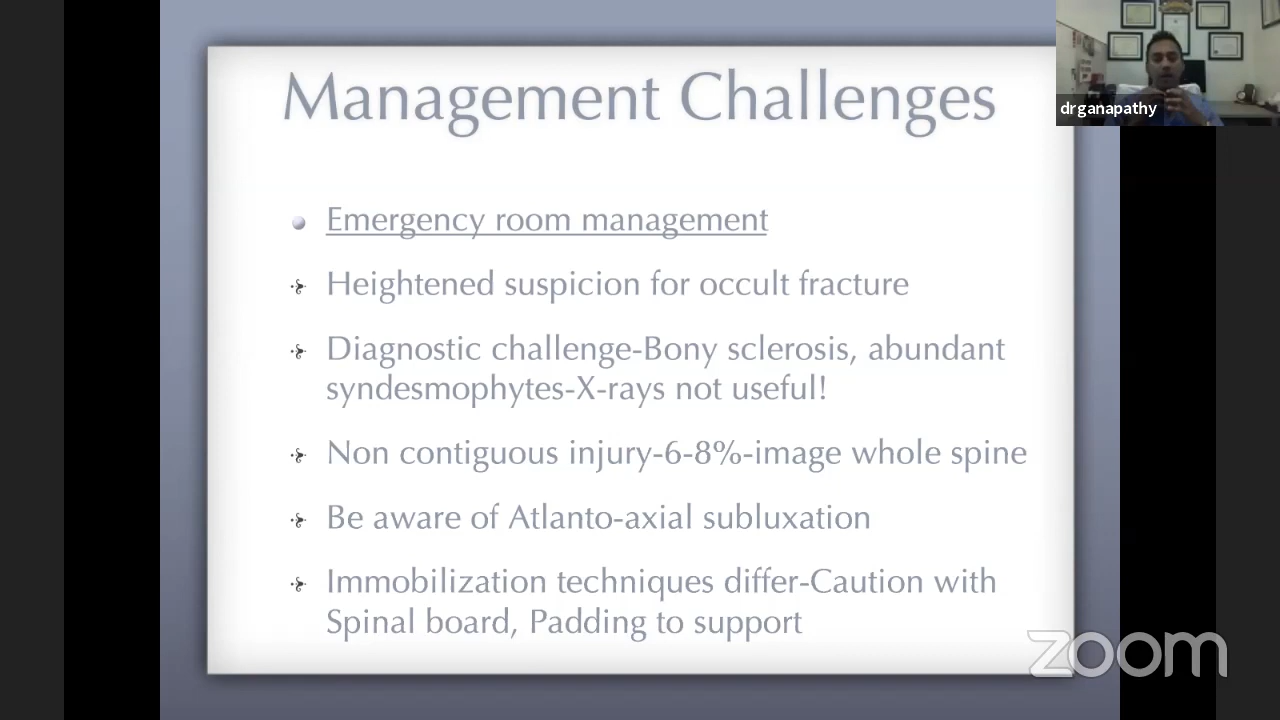 Management Challenges
drganapathy
Emergency room management
Heightened suspicion for occult fracture
Diagnostic challenge-Bony sclerosis, abundant
syndesmophytes-X-rays not useful!
Non contiguous injury-6-8%-image whole spine
Be aware of Atlanto-axial subluxation
Immobilization techniques differ-Caution with
Spinal board, Padding to support
zoom